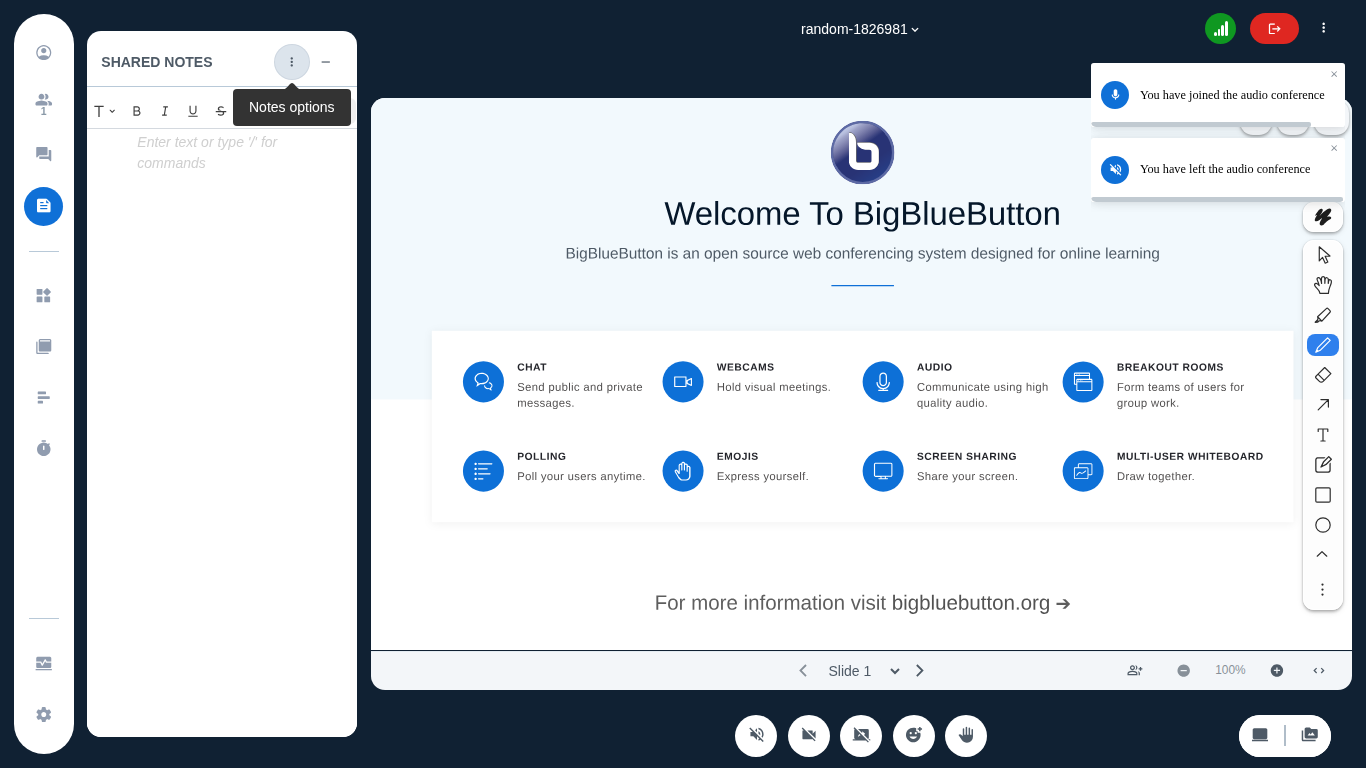 random-1826981
SHARED NOTES
Notes options
T B I U S
Enter text or type '/' for
commands
1
You have joined the audio conference
You have left the audio conference
Welcome To BigBlueButton
BigBlueButton is an open source web conferencing system designed for online learning
CHAT
Send public and private
messages.
WEBCAMS
Hold visual meetings.
AUDIO
Communicate using high
quality audio.
BREAKOUT ROOMS
Form teams of users for
group work.
POLLING
Poll your users anytime.
EMOJIS
Express yourself.
SCREEN SHARING
Share your screen.
MULTI-USER WHITEBOARD
Draw together.
For more information visit bigbluebutton.org ➔
Slide 1
100%